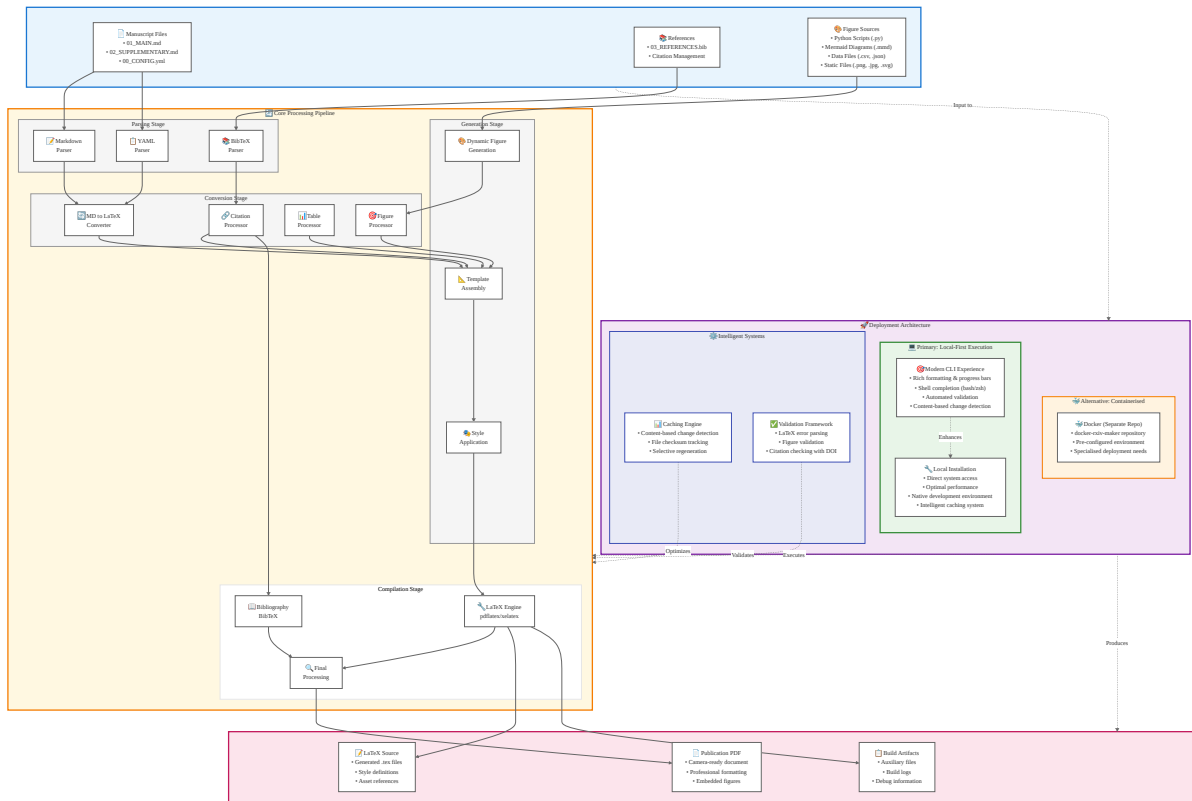 Manuscript Files
• 01_MAIN.md
• 02_SUPPLEMENTARY.md
• 00_CONFIG.yml
References
• 03_REFERENCES.bib
• Citation Management
Figure Sources
• Python Scripts (.py)
• Mermaid Diagrams (.mmd)
• Data Files (.csv, .json)
• Static Files (.png, .jpg, .svg)
Input to
Core Processing Pipeline
Parsing Stage
Markdown
Parser
YAML
Parser
BibTeX
Parser
Generation Stage
Dynamic Figure
Generation
Conversion Stage
MD to LaTeX
Converter
Citation
Processor
Table
Processor
Figure
Processor
Template
Assembly
Style
Application
Deployment Architecture
Intelligent Systems
Caching Engine
• Content-based change detection
• File checksum tracking
• Selective regeneration
Validation Framework
• LaTeX error parsing
• Figure validation
• Citation checking with DOI
Primary: Local-First Execution
Modern CLI Experience
• Rich formatting & progress bars
• Shell completion (bash/zsh)
• Automated validation
• Content-based change detection
Enhances
Local Installation
• Direct system access
• Optimal performance
• Native development environment
• Intelligent caching system
Alternative: Containerised
Docker (Separate Repo)
• docker-rxiv-maker repository
• Pre-configured environment
• Specialised deployment needs
Optimizes
Validates
Executes
Compilation Stage
Bibliography
BibTeX
LaTeX Engine
pdflatex/xelatex
Final
Processing
Produces
LaTeX Source
• Generated .tex files
• Style definitions
• Asset references
Publication PDF
• Camera-ready document
• Professional formatting
• Embedded figures
Build Artifacts
• Auxiliary files
• Build logs
• Debug information